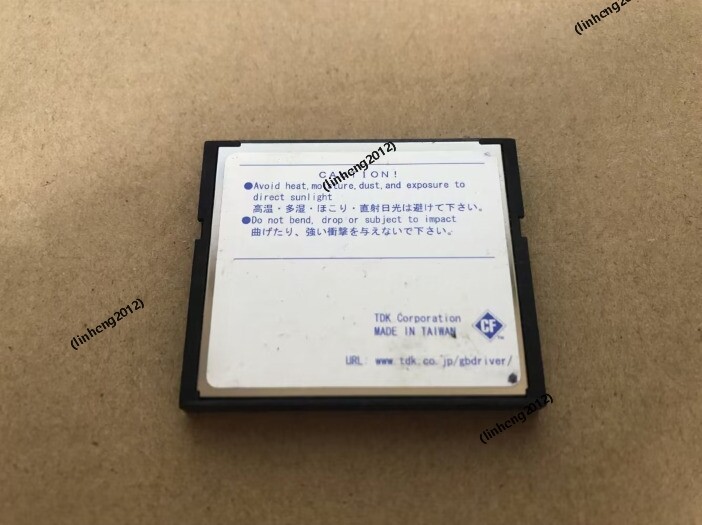 (linheng2012)
CAUTION!
(linheng2012)
●Avoid heat, moisture, dust, and exposure to
direct sunlight
高温・多湿・ほこり・直射日光は避けて下さい。
●Do not bend, drop or subject to impact
曲げたり、強い衝撃を与えないで下さい。
(linheng2012)
TDK Corporation
MADE IN TAIWAN
CF
TM
URL www.tdk.co.jp/gbdriver/
(linheng2012)